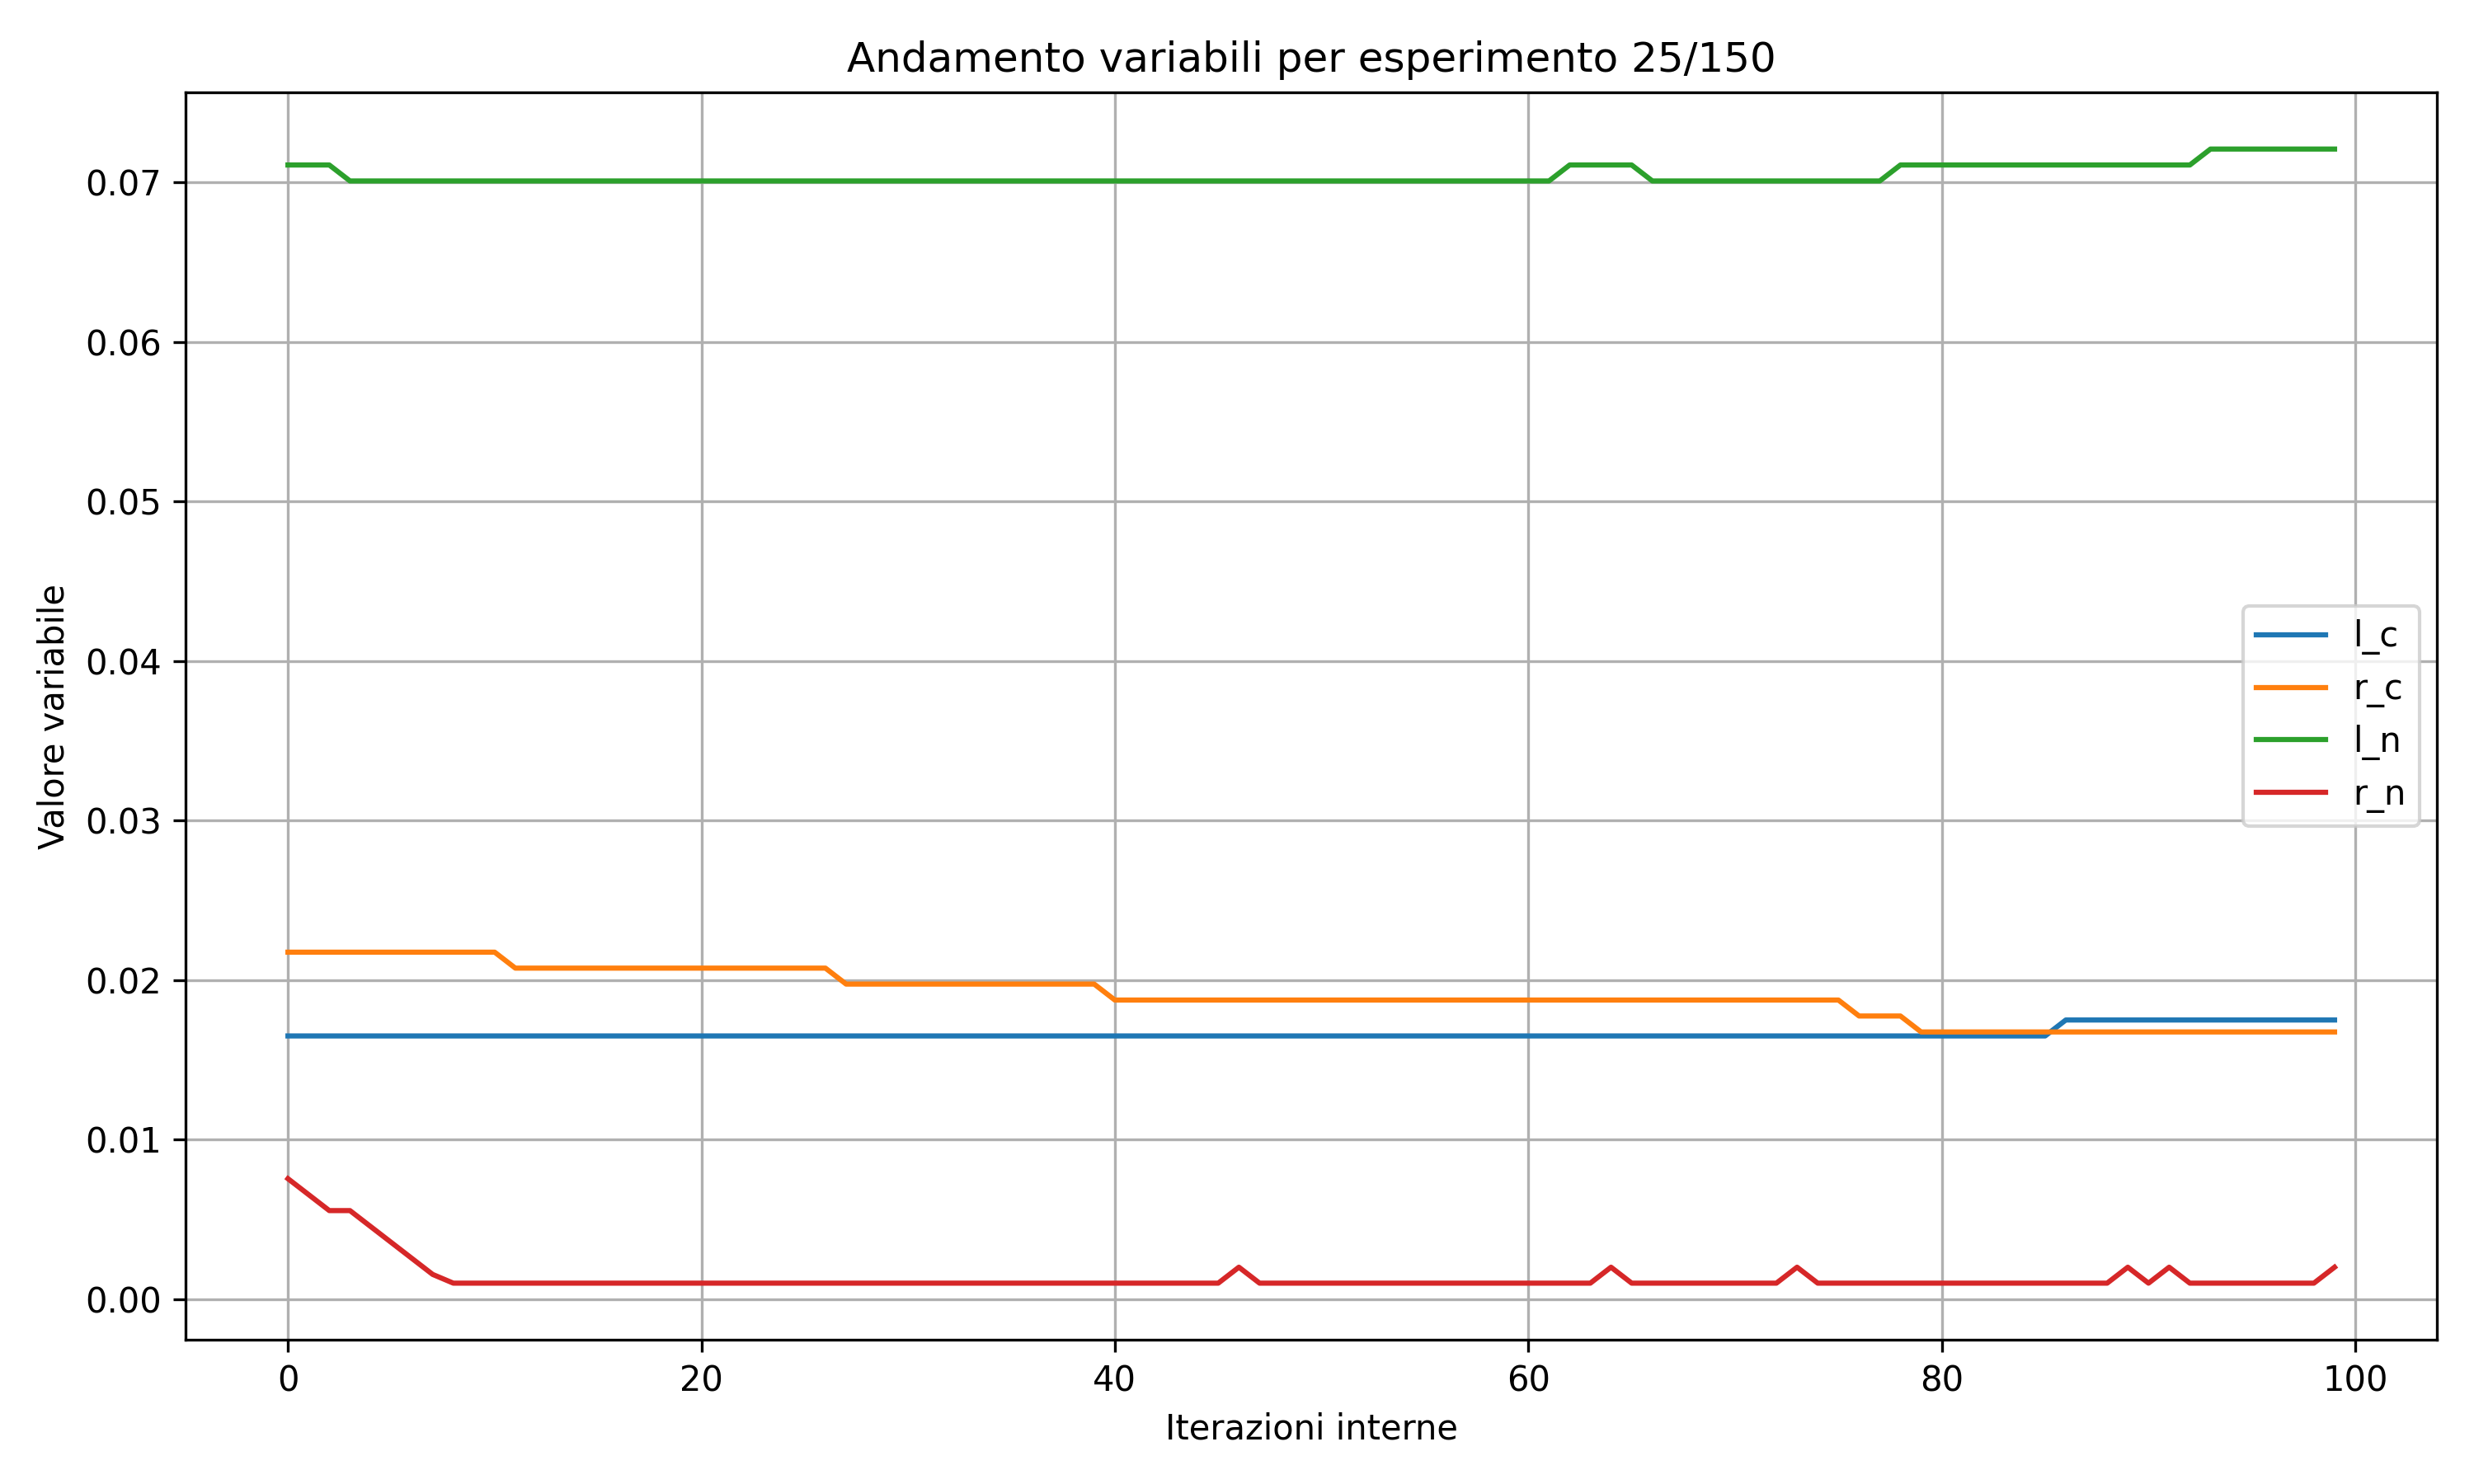 Andamento variabili per esperimento 25/150
Valore variabile
0.07
0.06
0.05
0.04
0.03
0.02
0.01
0.00
l_c
r_c
l_n
r_n
0 20 40 60 80 100
Iterazioni interne